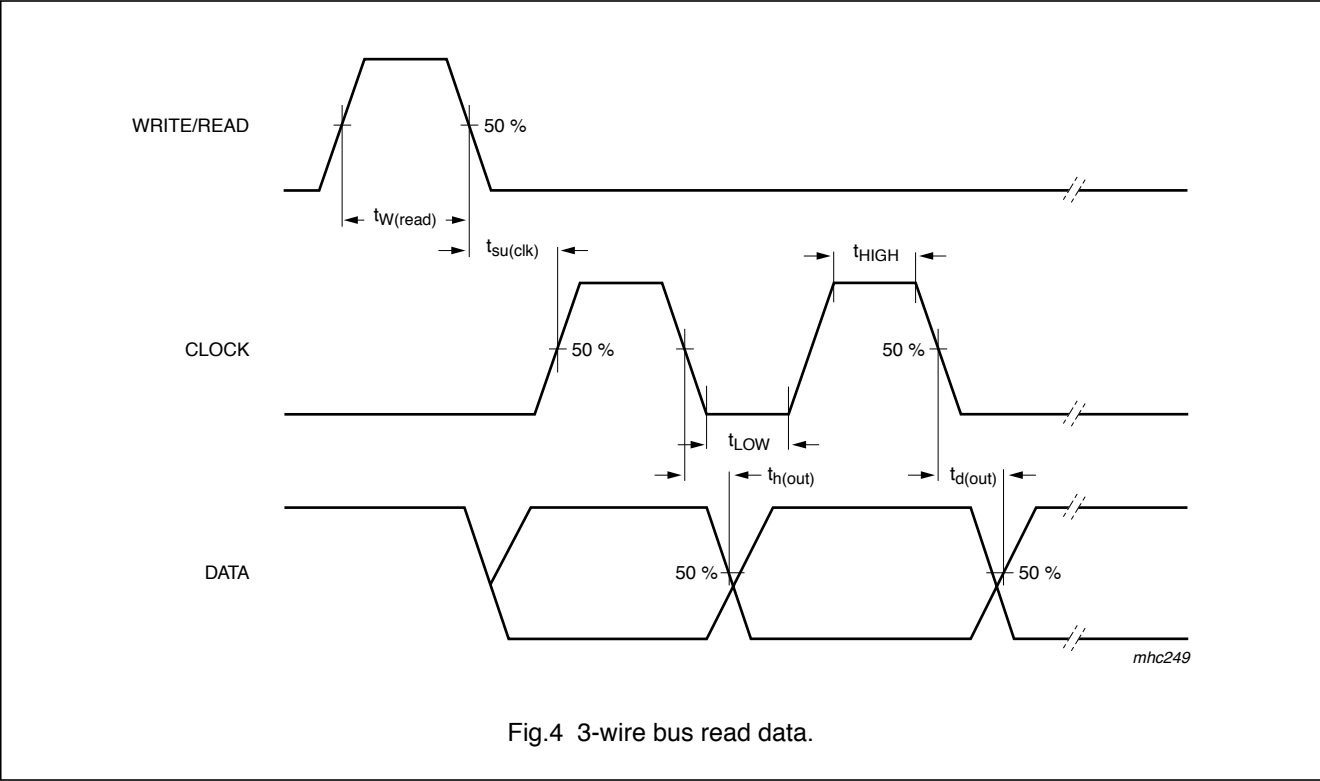 WRITE/READ
50 %
tW(read)
tsu(clk)
tHIGH
CLOCK
50 %
50 %
tLOW
th(out)
td(out)
DATA
50 %
50 %
mhc249
Fig.4 3-wire bus read data.